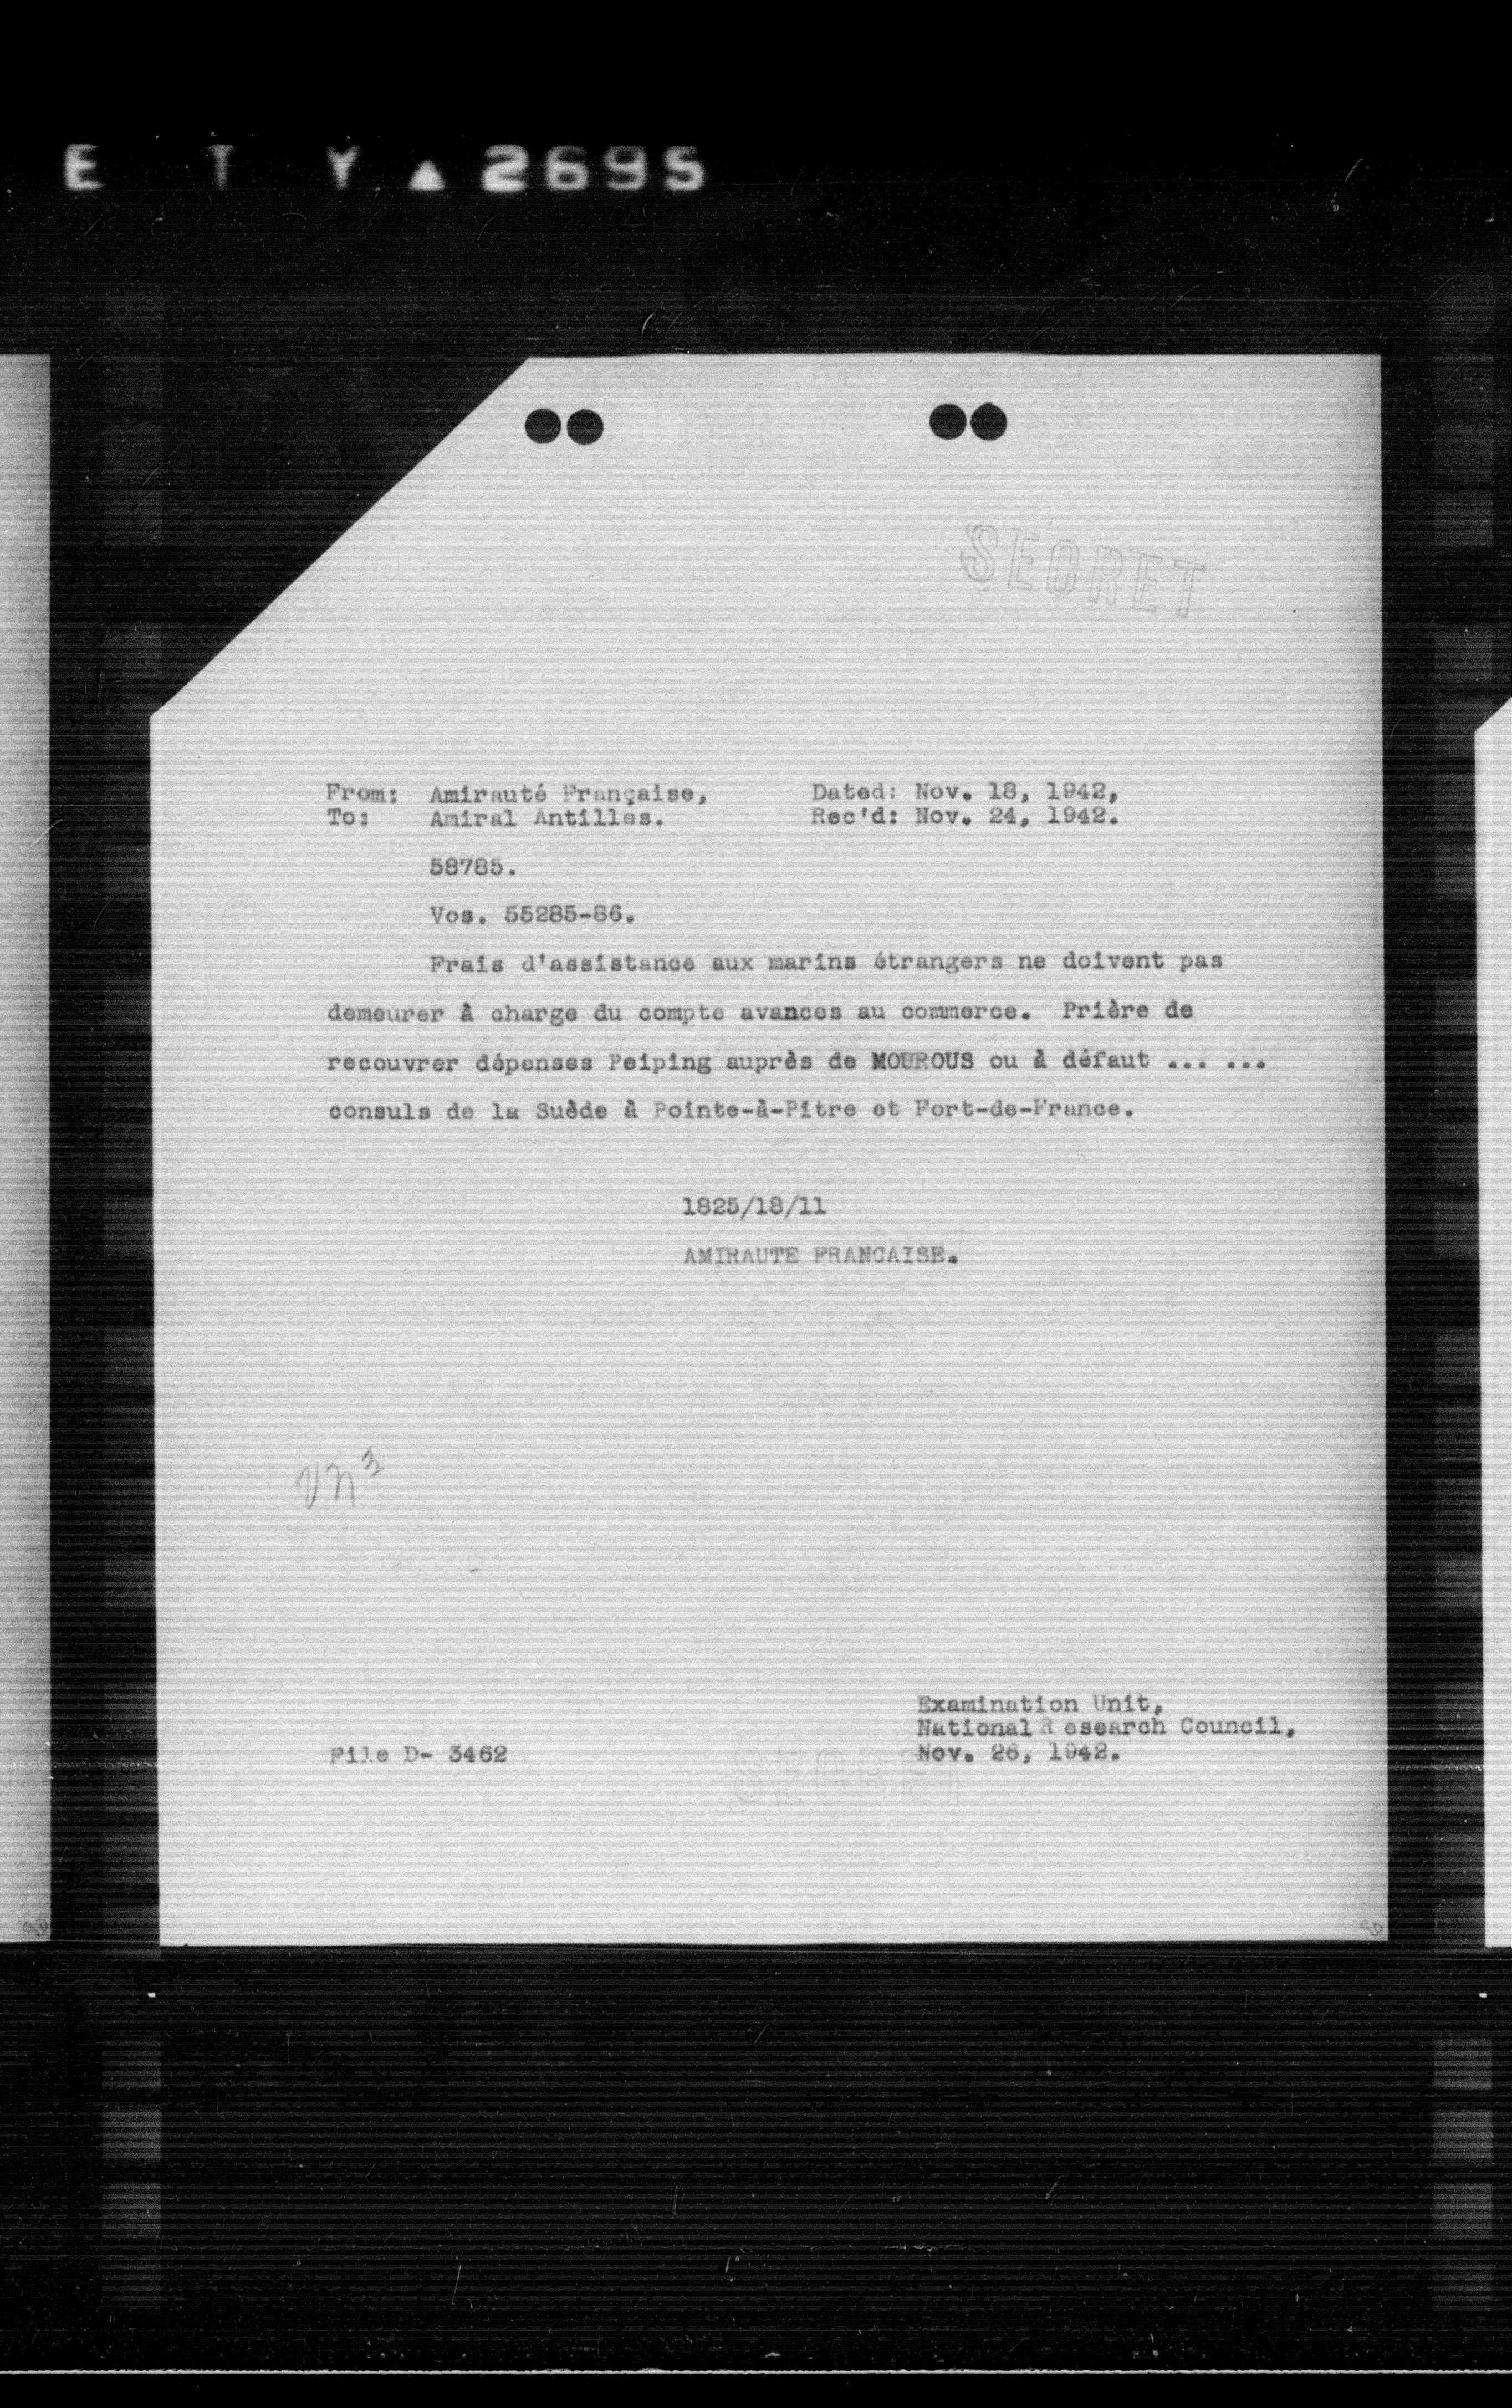 E T Y ▲ 2695
SECRET
From: Amirauté Française, Dated: Nov. 18, 1942,
To: Amiral Antilles. Rec'd: Nov. 24, 1942.
58785.
Vos. 55285-86.
Frais d'assistance aux marins étrangers ne doivent pas
demeurer à charge du compte avances au commerce. Prière de
recouvrer dépenses Peiping auprès de MOUROUS ou à défaut ... ...
consuls de la Suède à Pointe-à-Pitre et Fort-de-France.
1825/18/11
AMIRAUTE FRANCAISE.
Examination Unit,
National Research Council,
File D- 3462 Nov. 26, 1942.
SECRET